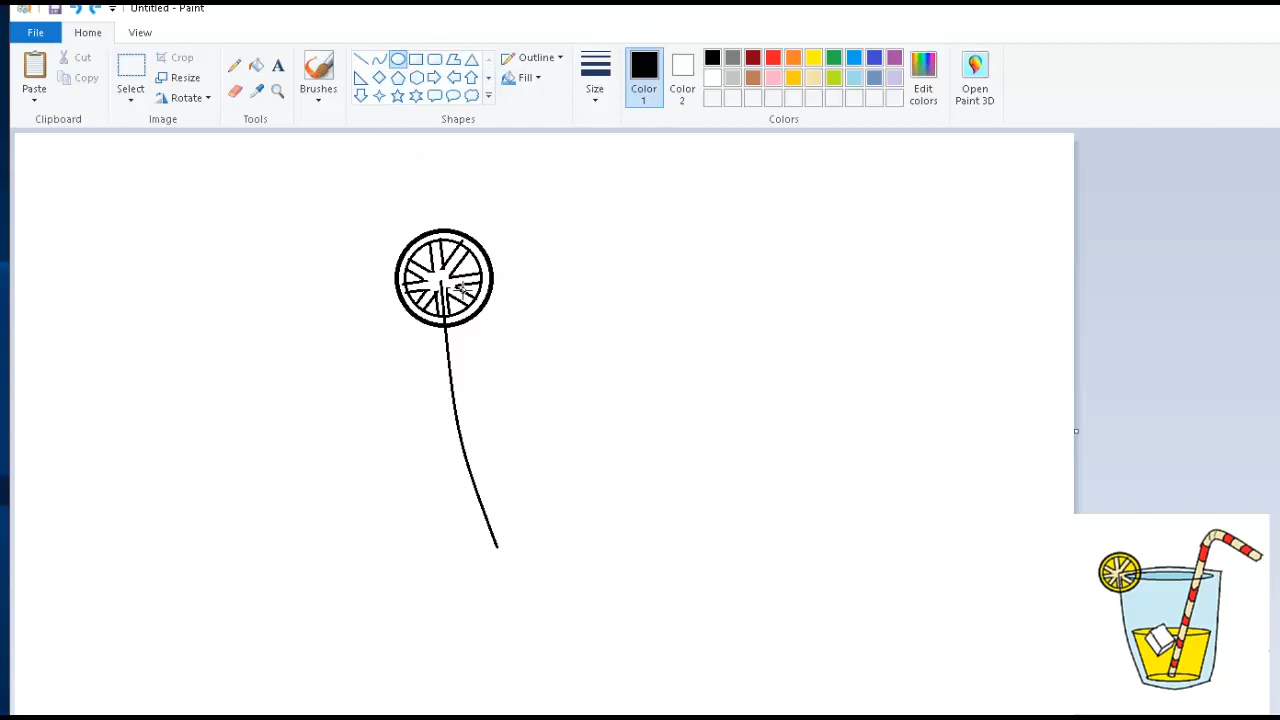 Untitled - Paint
File Home View
Paste
Cut
Copy
Clipboard
Select
Crop
Resize
Rotate
Image
A
Tools
Brushes
Outline
Fill
Shapes
Size
Color
1
Color
2
Edit
colors
Colors
Open
Paint 3D